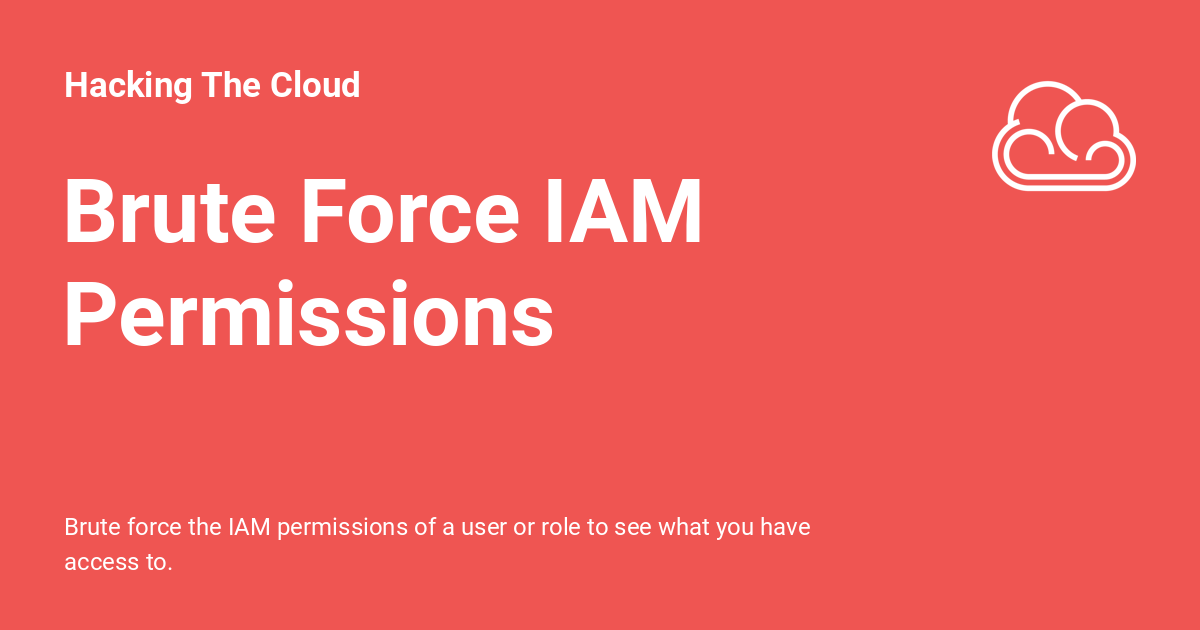 Hacking The Cloud
Brute Force IAM
Permissions
Brute force the IAM permissions of a user or role to see what you have
access to.